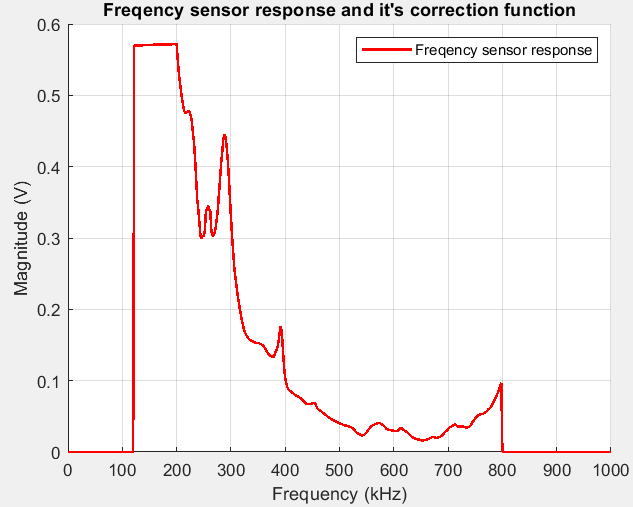 Freqency sensor response and it's correction function
Freqency sensor response
0.6
0.5
0.4
0.3
0.2
0.1
0
Magnitude (V)
0 100 200 300 400 500 600 700 800 900 1000
Frequency (kHz)